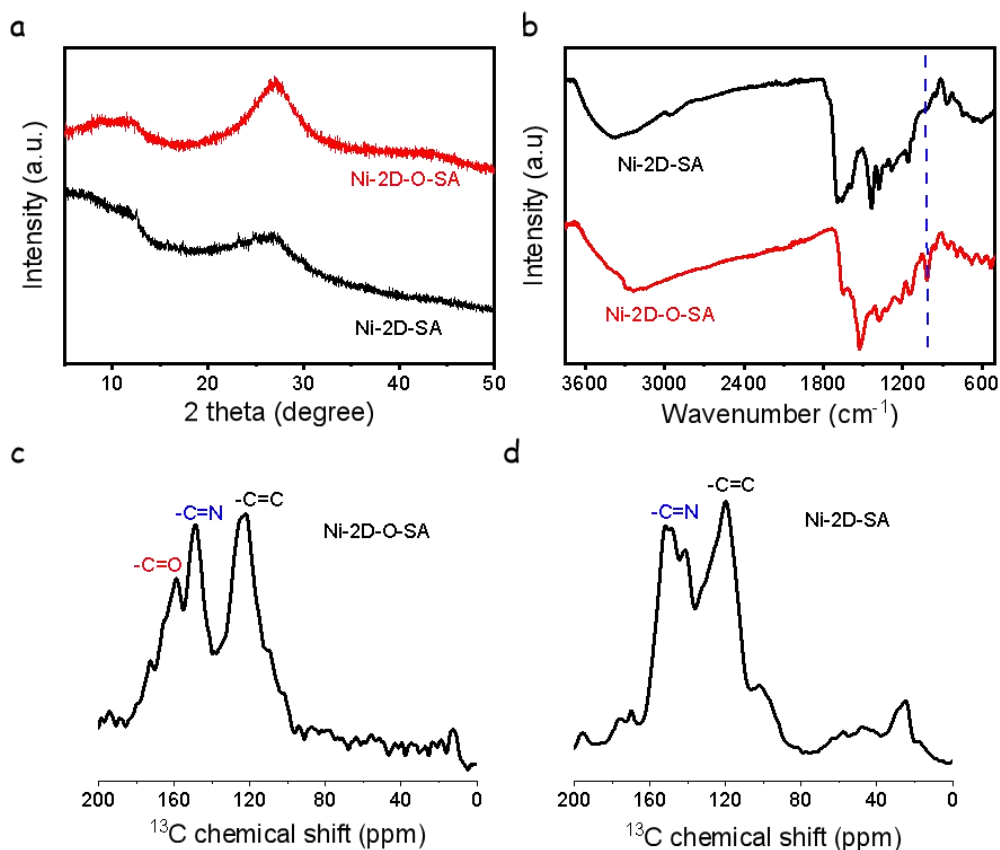 a
Intensity (a.u.)
Ni-2D-O-SA
Ni-2D-SA
10 20 30 40 50
2 theta (degree)
b
Intensity (a.u)
Ni-2D-SA
Ni-2D-O-SA
3600 3000 2400 1800 1200 600
Wavenumber (cm⁻¹)
c
-C=O
-C=N
-C=C
Ni-2D-O-SA
200 160 120 80 40 0
¹³C chemical shift (ppm)
d
-C=N
-C=C
Ni-2D-SA
200 160 120 80 40 0
¹³C chemical shift (ppm)